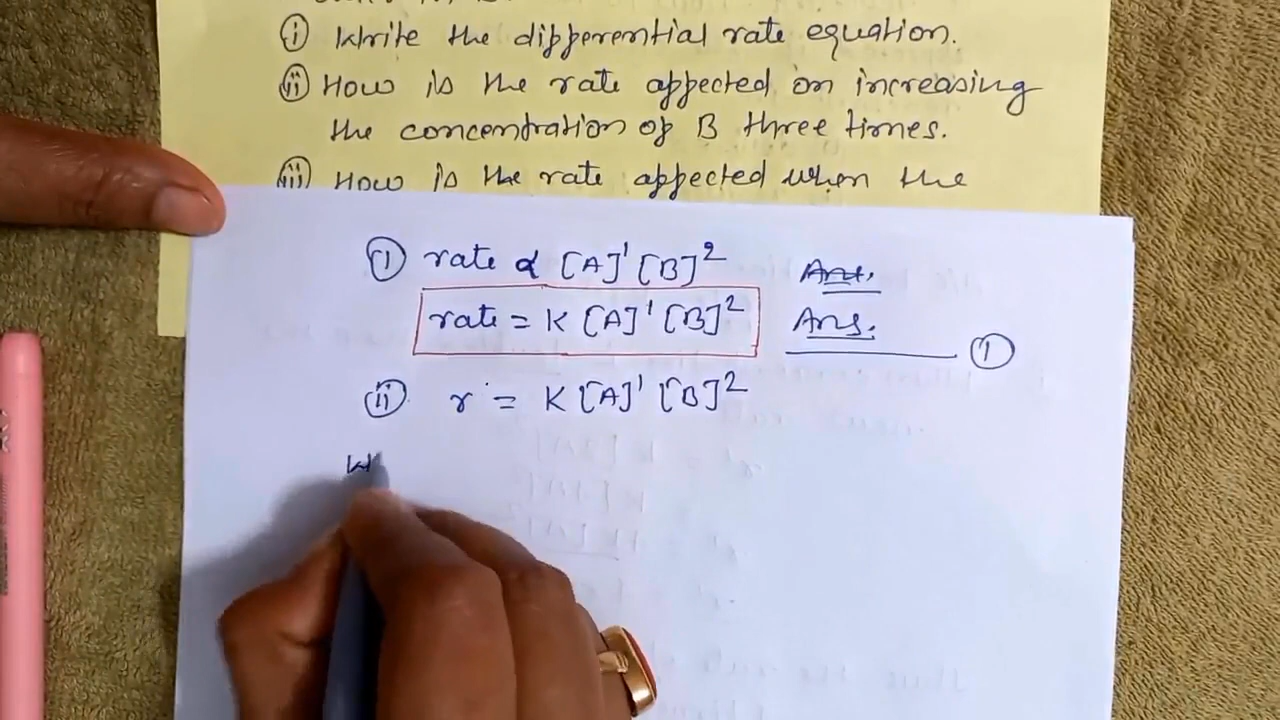 (i) Write the differential rate equation.
(ii) How is the rate affected on increasing
the concentration of B three times.
(iii) How is the rate affected when the
(i) rate α [A]¹ [B]²
Ans.
rate = K [A]¹ [B]²
Ans.
①
(ii) r = K [A]¹ [B]²